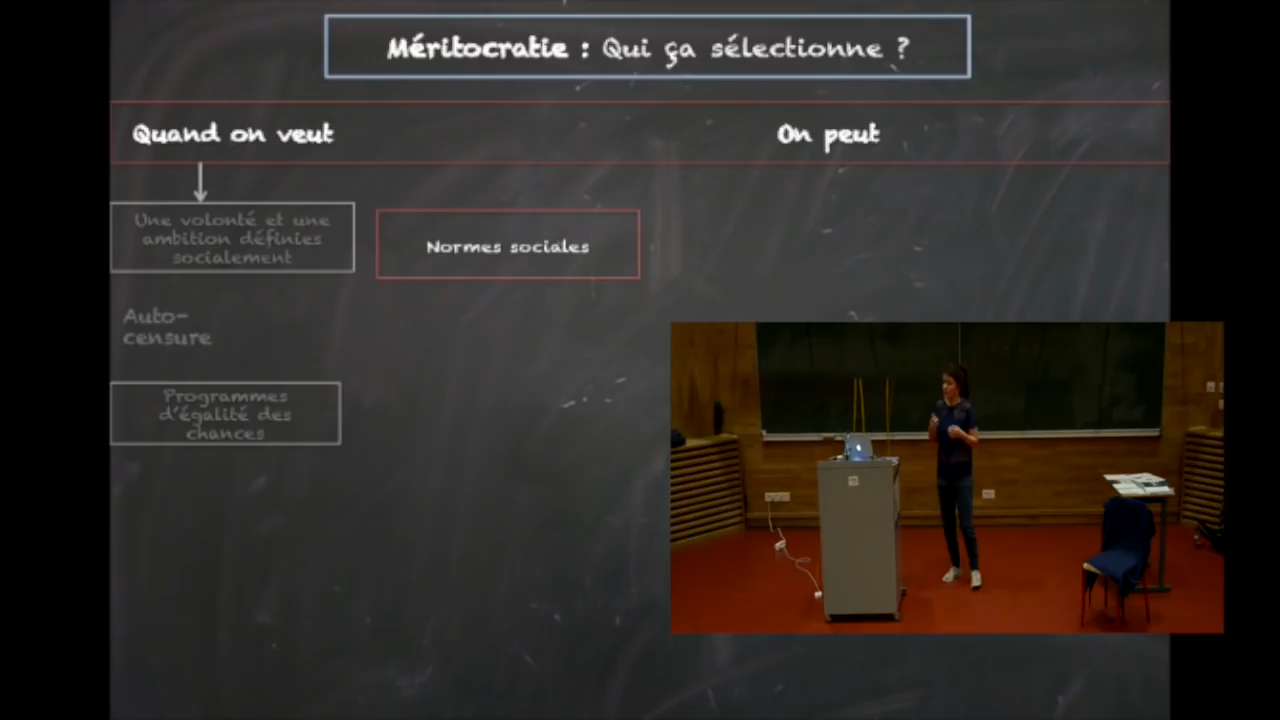 Méritocratie : Qui ça sélectionne ?
Quand on veut
On peut
Une volonté et une
ambition définies
socialement
Normes sociales
Auto-
censure
Programmes
d'égalité des
chances